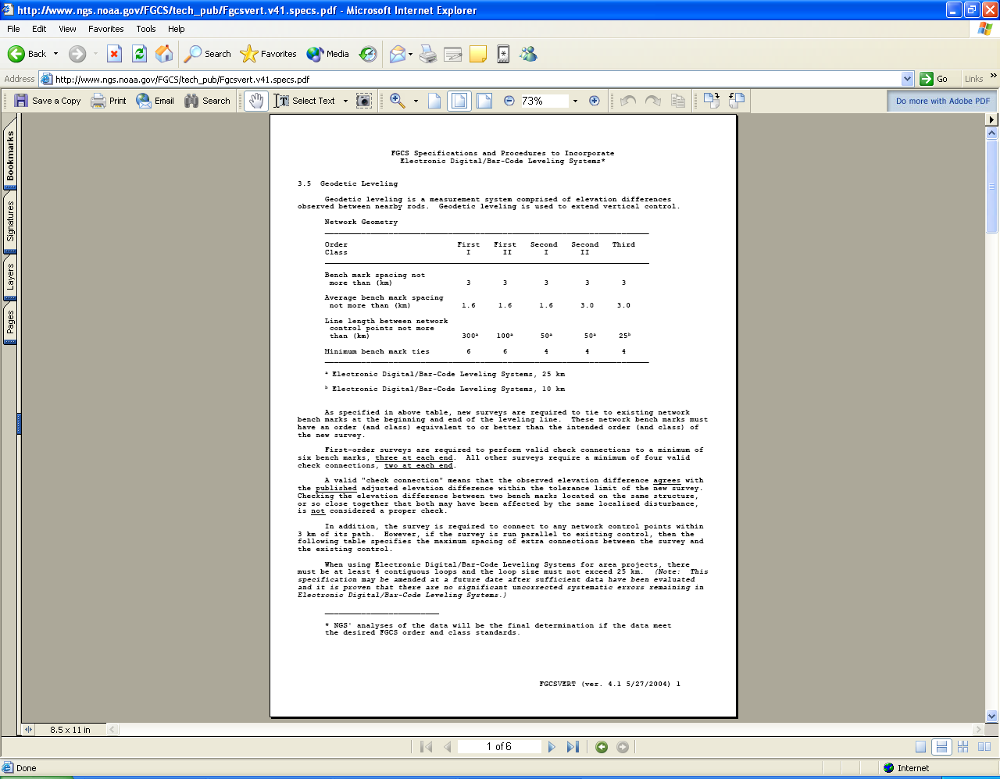 http://www.ngs.noaa.gov/FGCS/tech_pub/Fgcsvert.v41.specs.pdf - Microsoft Internet Explorer
File Edit View Favorites Tools Help
Back Search Favorites Media
Address http://www.ngs.noaa.gov/FGCS/tech_pub/Fgcsvert.v41.specs.pdf Go Links »
Save a Copy Print Email Search Select Text 73% Do more with Adobe PDF
Bookmarks
Signatures
Layers
Pages
FGCS Specifications and Procedures to Incorporate
Electronic Digital/Bar-Code Leveling Systems*
3.5 Geodetic Leveling
Geodetic leveling is a measurement system comprised of elevation differences
observed between nearby rods. Geodetic leveling is used to extend vertical control.
Network Geometry
Order First First Second Second Third
Class I II I II
Bench mark spacing not
more than (km) 3 3 3 3 3
Average bench mark spacing
not more than (km) 1.6 1.6 1.6 3.0 3.0
Line length between network
control points not more
than (km) 300ᵃ 100ᵃ 50ᵃ 50ᵃ 25ᵇ
Minimum bench mark ties 6 6 4 4 4
ᵃ Electronic Digital/Bar-Code Leveling Systems, 25 km
ᵇ Electronic Digital/Bar-Code Leveling Systems, 10 km
As specified in above table, new surveys are required to tie to existing network
bench marks at the beginning and end of the leveling line. These network bench marks must
have an order (and class) equivalent to or better than the intended order (and class) of
the new survey.
First-order surveys are required to perform valid check connections to a minimum of
six bench marks, three at each end. All other surveys require a minimum of four valid
check connections, two at each end.
A valid "check connection" means that the observed elevation difference agrees with
the published adjusted elevation difference within the tolerance limit of the new survey.
Checking the elevation difference between two bench marks located on the same structure,
or so close together that both may have been affected by the same localized disturbance,
is not considered a proper check.
In addition, the survey is required to connect to any network control points within
3 km of its path. However, if the survey is run parallel to existing control, then the
following table specifies the maximum spacing of extra connections between the survey and
the existing control.
When using Electronic Digital/Bar-Code Leveling Systems for area projects, there
must be at least 4 contiguous loops and the loop size must not exceed 25 km. (Note: This
specification may be amended at a future date after sufficient data have been evaluated
and it is proven that there are no significant uncorrected systematic errors remaining in
Electronic Digital/Bar-Code Leveling Systems.)
* NGS' analyses of the data will be the final determination if the data meet
the desired FGCS order and class standards.
FGCSVERT (ver. 4.1 5/27/2004) 1
8.5 x 11 in
1 of 6
Done Internet